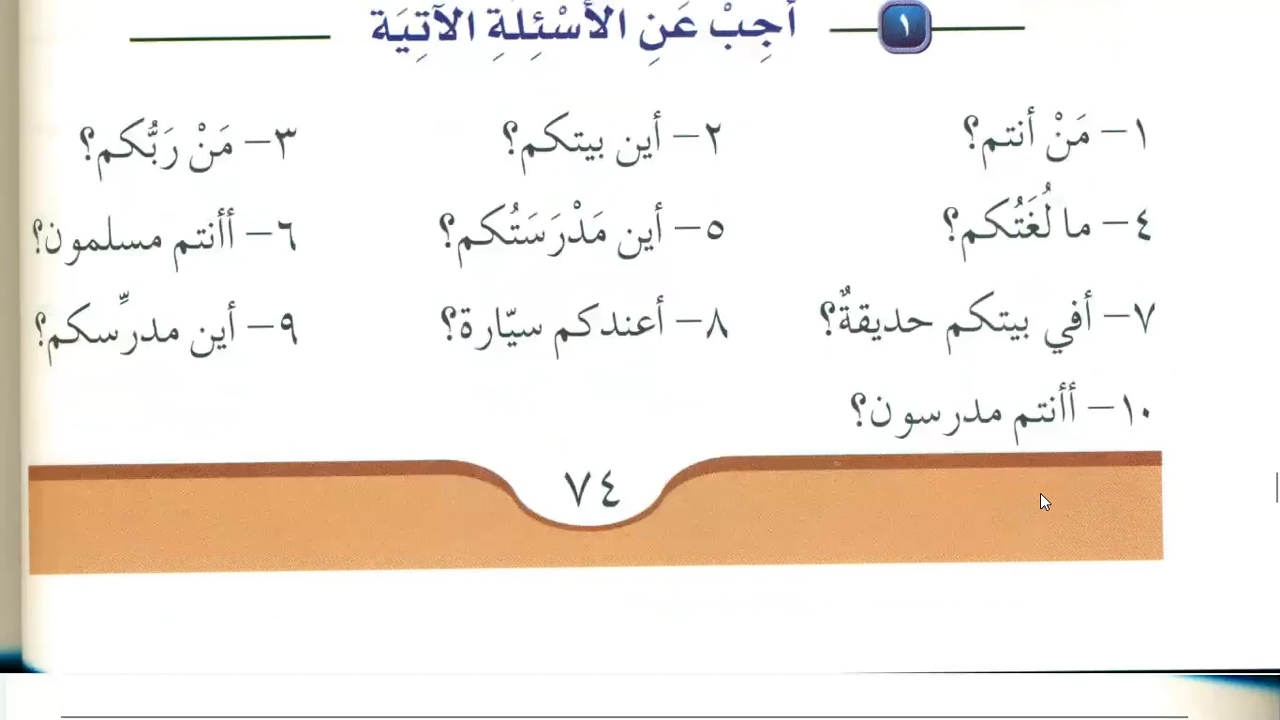 ١ أَجِبْ عَنِ الأَسْئِلَةِ الآتِيَة
١– مَنْ أنتم؟ ٢– أين بيتكم؟ ٣– مَنْ رَبُّكم؟
٤– ما لُغَتُكم؟ ٥– أين مَدْرَسَتُكم؟ ٦– أأنتم مسلمون؟
٧– أفي بيتكم حديقةٌ؟ ٨– أعندكم سيّارة؟ ٩– أين مدرِّسكم؟
١٠– أأنتم مدرسون؟
٧٤